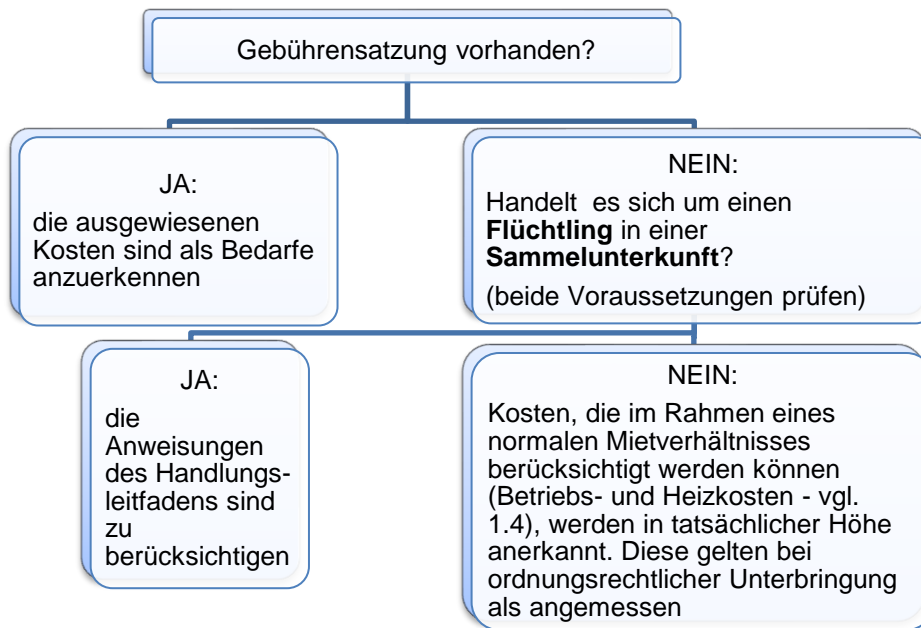 Gebührensatzung vorhanden?
JA:
die ausgewiesenen
Kosten sind als Bedarfe
anzuerkennen
NEIN:
Handelt es sich um einen
Flüchtling in einer
Sammelunterkunft?
(beide Voraussetzungen prüfen)
JA:
die
Anweisungen
des Handlungs-
leitfadens sind
zu
berücksichtigen
NEIN:
Kosten, die im Rahmen eines
normalen Mietverhältnisses
berücksichtigt werden können
(Betriebs- und Heizkosten - vgl.
1.4), werden in tatsächlicher Höhe
anerkannt. Diese gelten bei
ordnungsrechtlicher Unterbringung
als angemessen